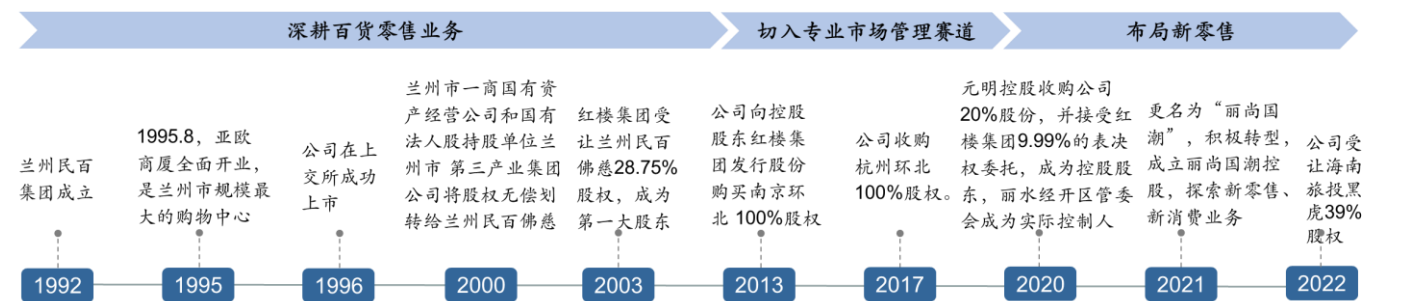 深耕百货零售业务
切入专业市场管理赛道
布局新零售
兰州民百
集团成立
1995.8，亚欧
商厦全面开业，
是兰州市规模最
大的购物中心
公司在上
交所成功
上市
兰州市一商国有资
产经营公司和国有
法人股持股单位兰
州市 第三产业集团
公司将股权无偿划
转给兰州民百佛慈
红楼集团受
让兰州民百
佛慈28.75%
股权，成为
第一大股东
公司向控股
股东红楼集
团发行股份
购买南京环
北 100%股权
公司收购
杭州环北
100%股权。
元明控股收购公司
20%股份，并接受红
楼集团9.99%的表决
权委托，成为控股股
东，丽水经开区管委
会成为实际控制人
更名为“丽尚国
潮”，积极转型，
成立丽尚国潮控
股，探索新零售、
新消费业务
公司受
让海南
旅投黑
虎39%
股权
1992
1995
1996
2000
2003
2013
2017
2020
2021
2022